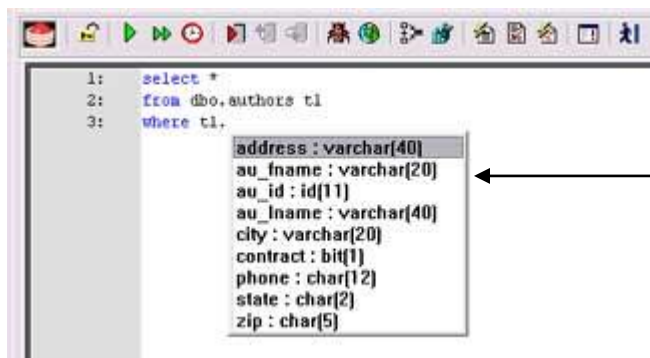 1: select *
2: from dbo.authors t1
3: where t1.
address : varchar(40)
au_fname : varchar(20)
au_id : id(11)
au_lname : varchar(40)
city : varchar(20)
contract : bit(1)
phone : char(12)
state : char(2)
zip : char(5)